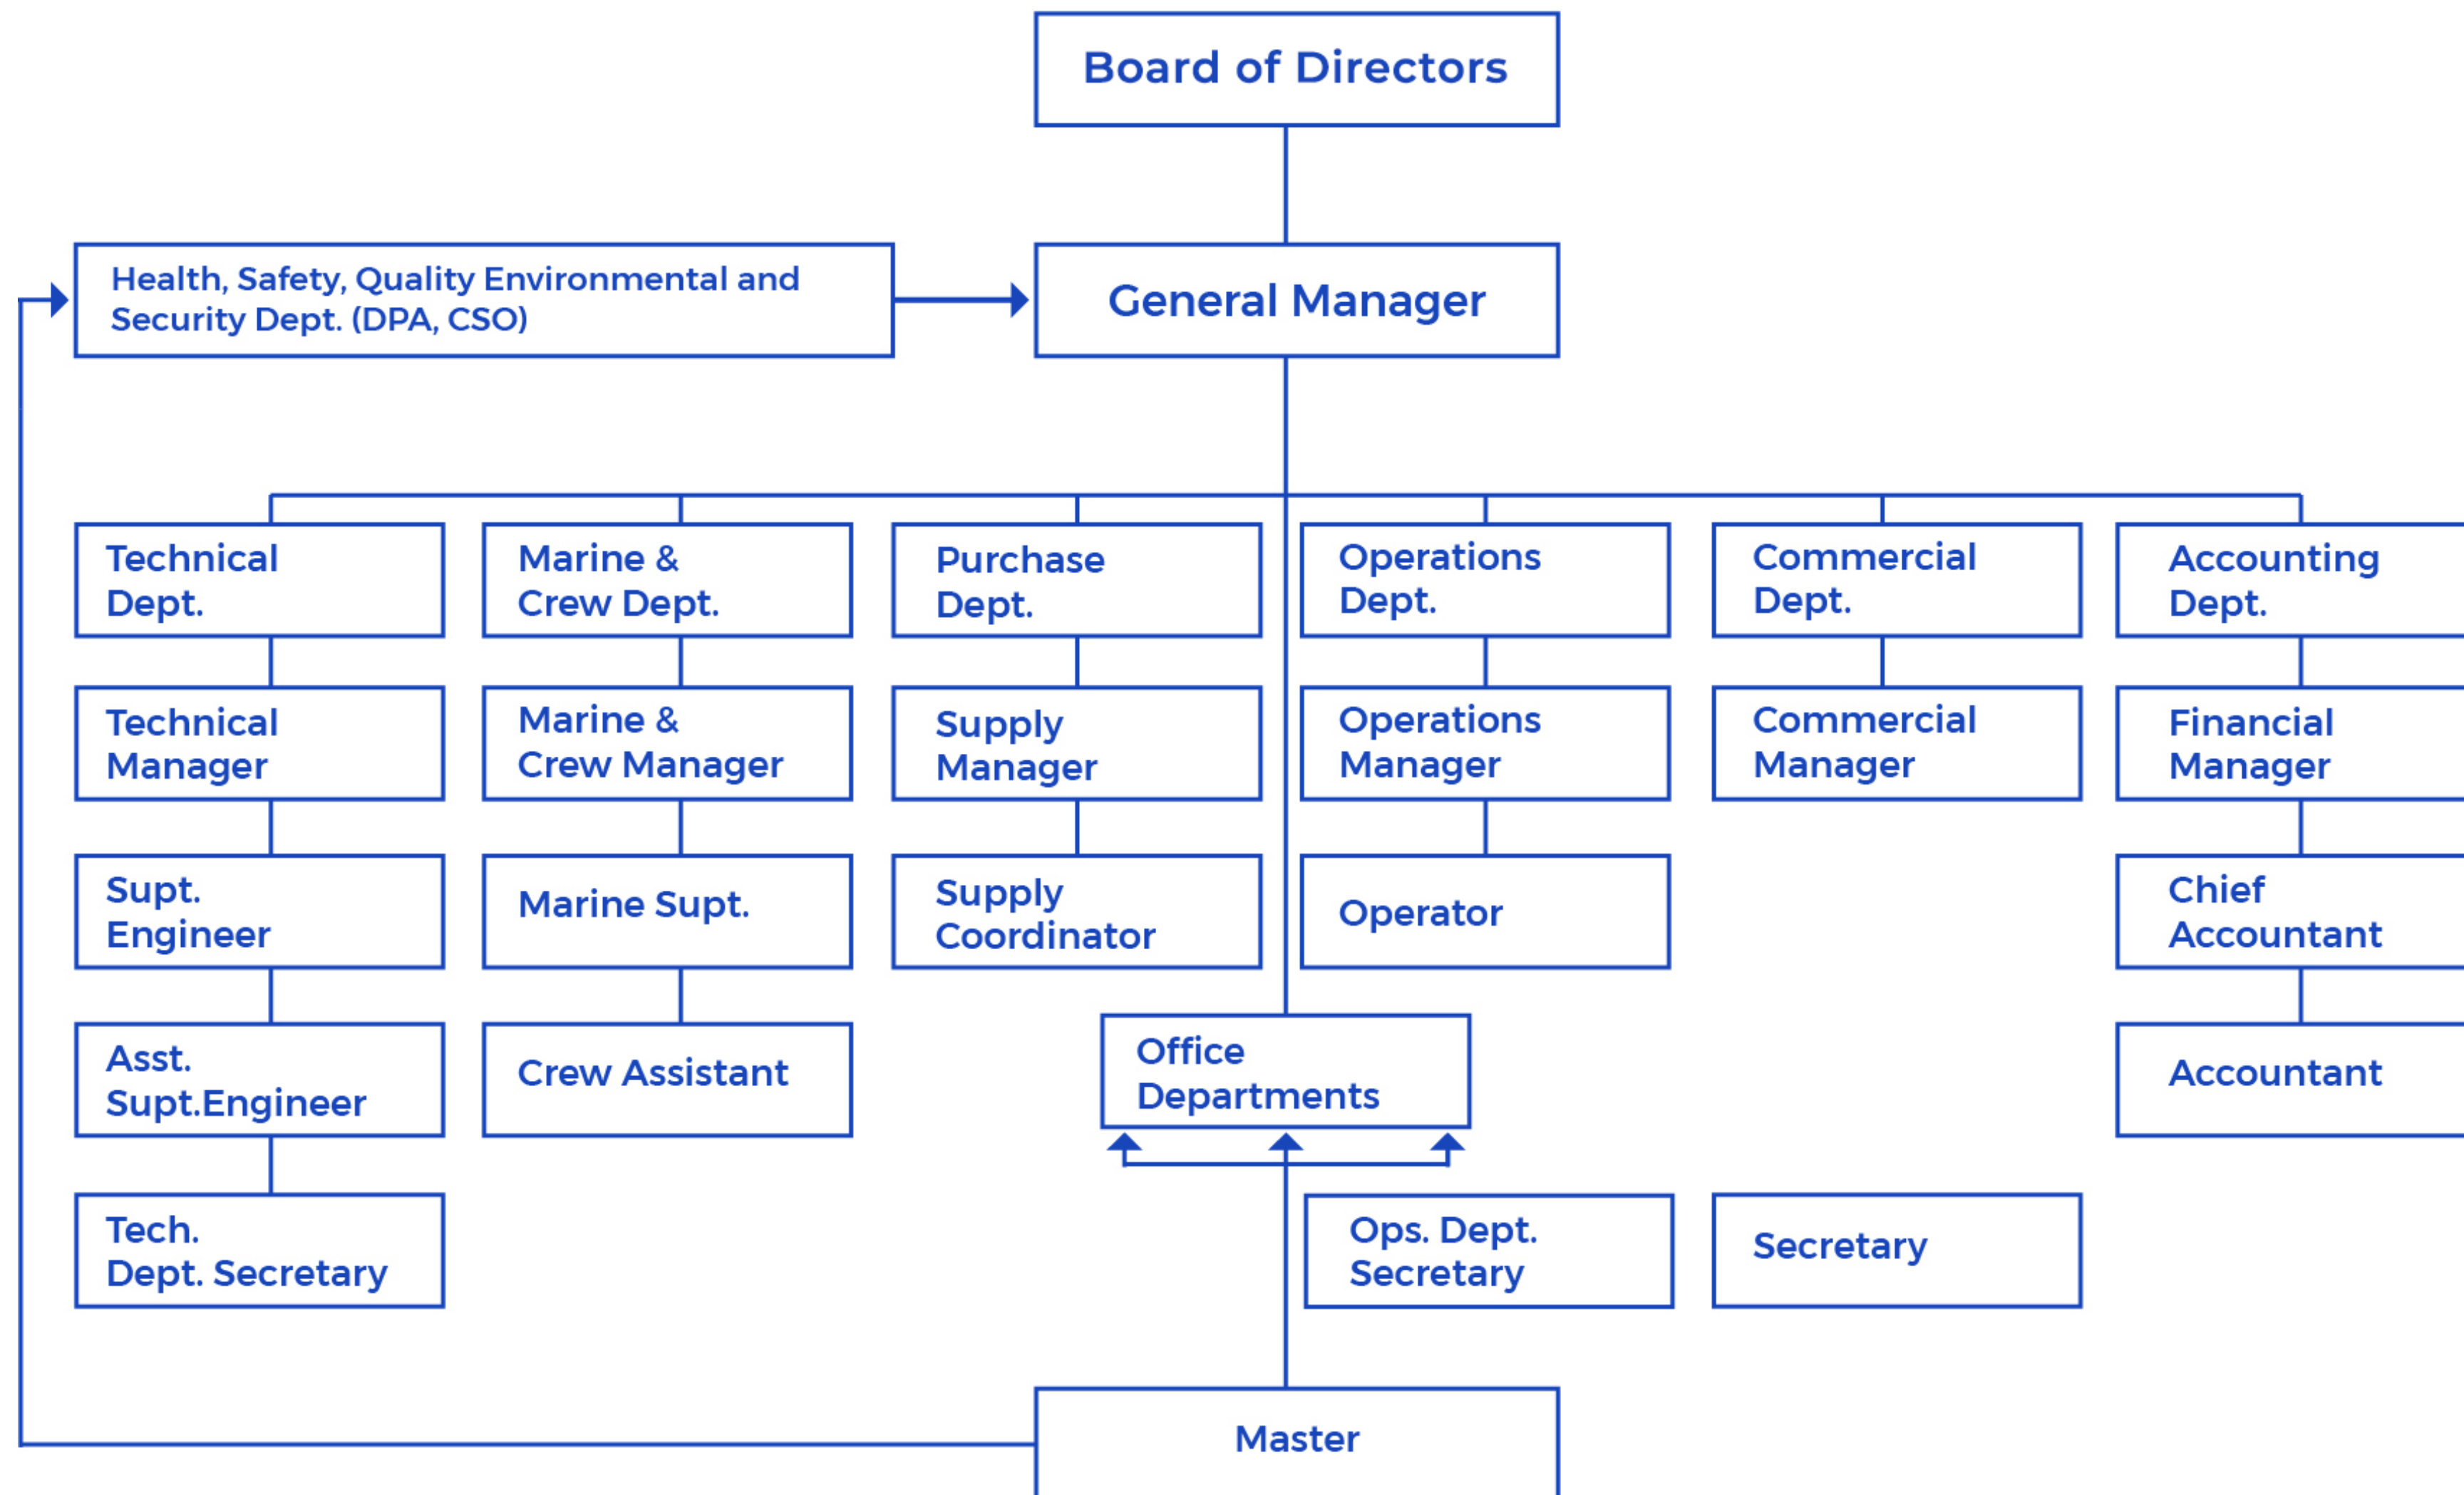 Board of Directors
Health, Safety, Quality Environmental and
Security Dept. (DPA, CSO)
General Manager
Technical
Dept.
Marine &
Crew Dept.
Purchase
Dept.
Operations
Dept.
Commercial
Dept.
Accounting
Dept.
Technical
Manager
Marine &
Crew Manager
Supply
Manager
Operations
Manager
Commercial
Manager
Financial
Manager
Supt.
Engineer
Marine Supt.
Supply
Coordinator
Operator
Chief
Accountant
Asst.
Supt.Engineer
Crew Assistant
Office
Departments
Accountant
Tech.
Dept. Secretary
Ops. Dept.
Secretary
Secretary
Master